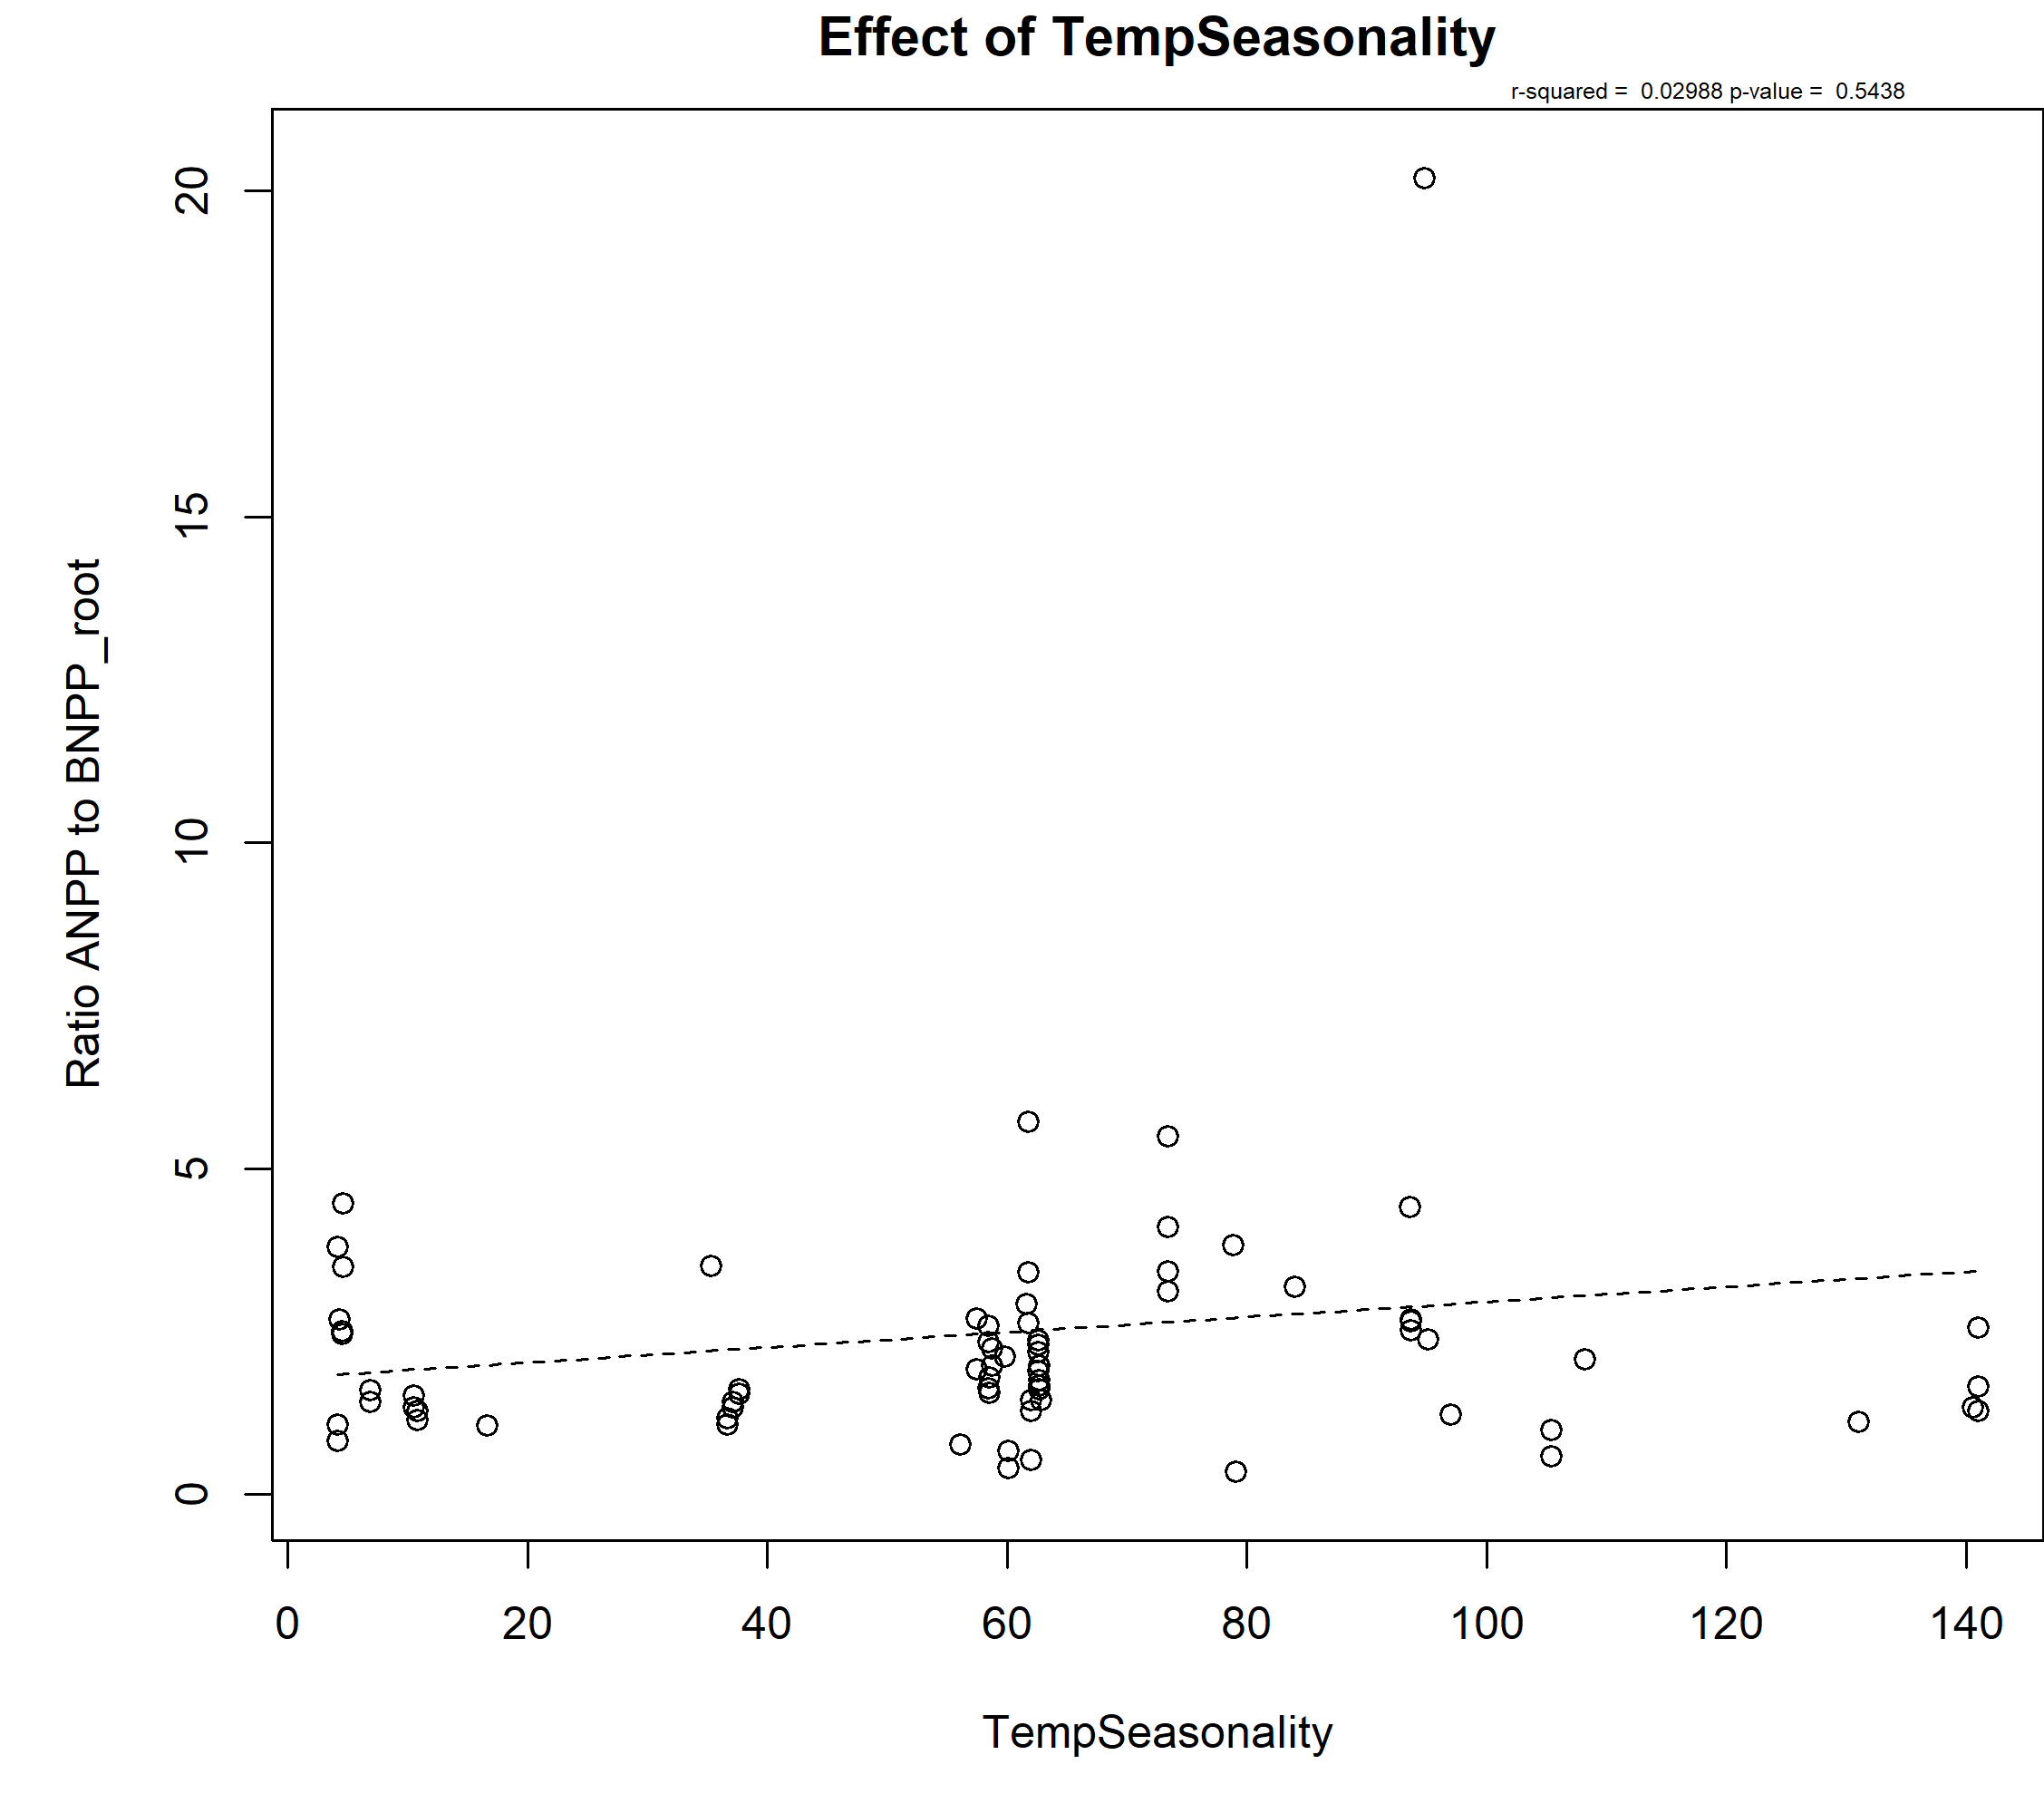 Effect of TempSeasonality
r-squared = 0.02988 p-value = 0.5438
Ratio ANPP to BNPP_root
20
15
10
5
0
0 20 40 60 80 100 120 140
TempSeasonality